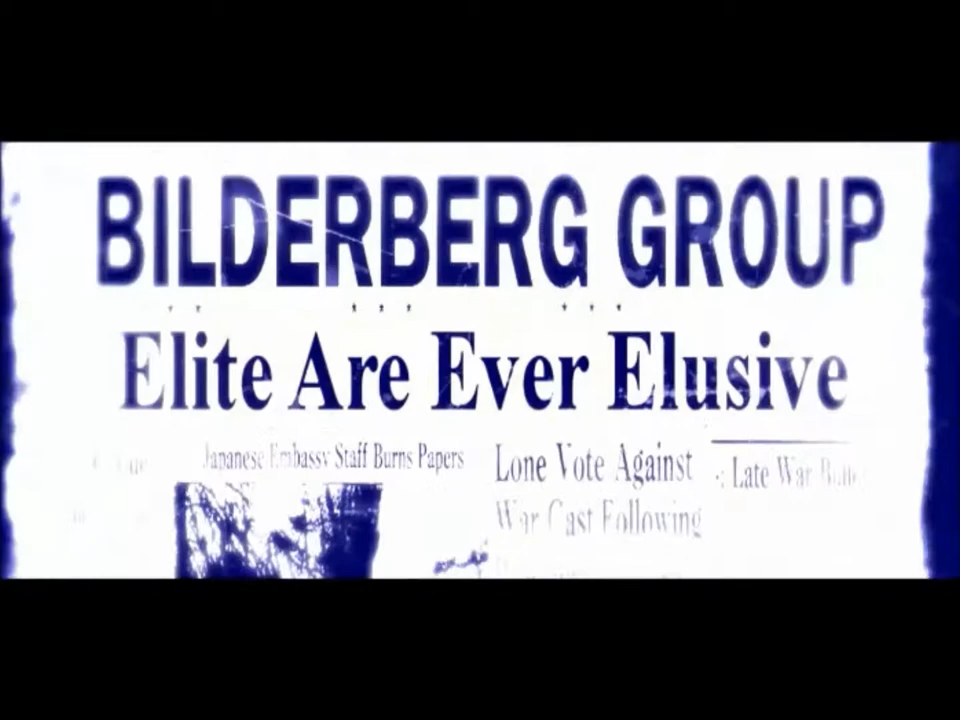 BILDERBERG GROUP
Elite Are Ever Elusive
Japanese Embassy Staff Burns Papers
Lone Vote Against
War Cast Following
Late War